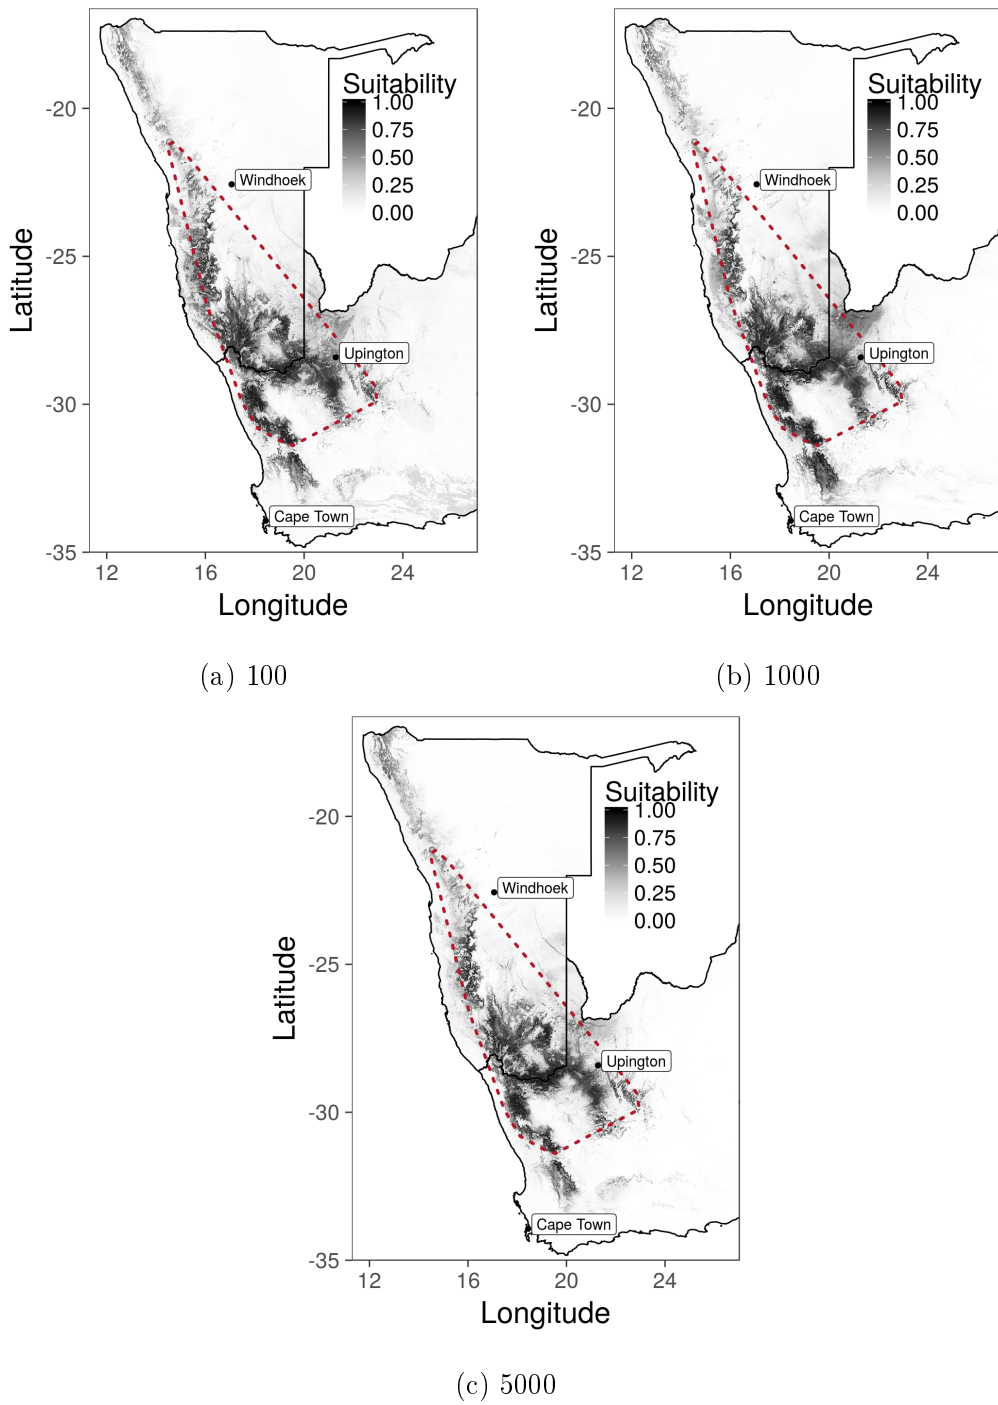 Suitability
1.00
0.75
0.50
0.25
0.00
Windhoek
Upington
Cape Town
-20
-25
-30
-35
Latitude
12 16 20 24
Longitude
(a) 100
Suitability
1.00
0.75
0.50
0.25
0.00
Windhoek
Upington
Cape Town
-20
-25
-30
-35
Latitude
12 16 20 24
Longitude
(b) 1000
Suitability
1.00
0.75
0.50
0.25
0.00
Windhoek
Upington
Cape Town
-20
-25
-30
-35
Latitude
12 16 20 24
Longitude
(c) 5000